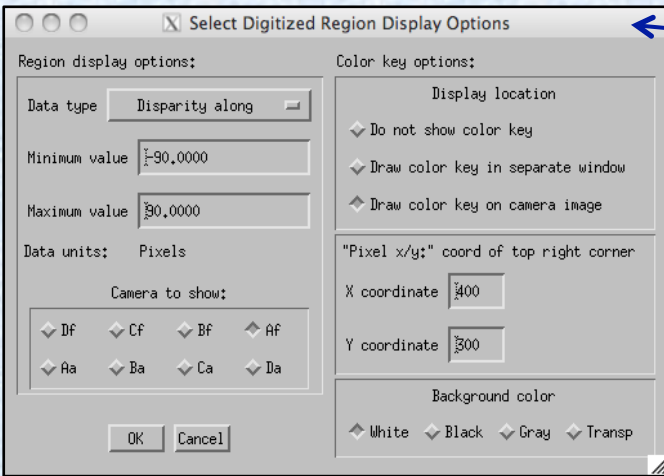 Select Digitized Region Display Options
Region display options:
Data type Disparity along
Minimum value -90.0000
Maximum value 90.0000
Data units: Pixels
Camera to show:
Df Cf Bf Af
Aa Ba Ca Da
OK Cancel
Color key options:
Display location
Do not show color key
Draw color key in separate window
Draw color key on camera image
"Pixel x/y:" coord of top right corner
X coordinate 400
Y coordinate 300
Background color
White Black Gray Transp